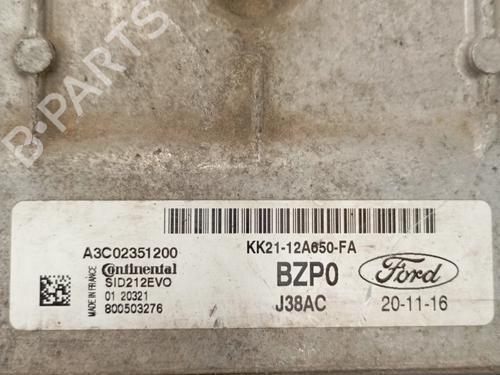 B-PARTS
A3C02351200
KK21-12A650-FA
Continental
BZP0
Ford
MADE IN FRANCE
SID212EVO
01 20321
800503276
J38AC
20-11-16